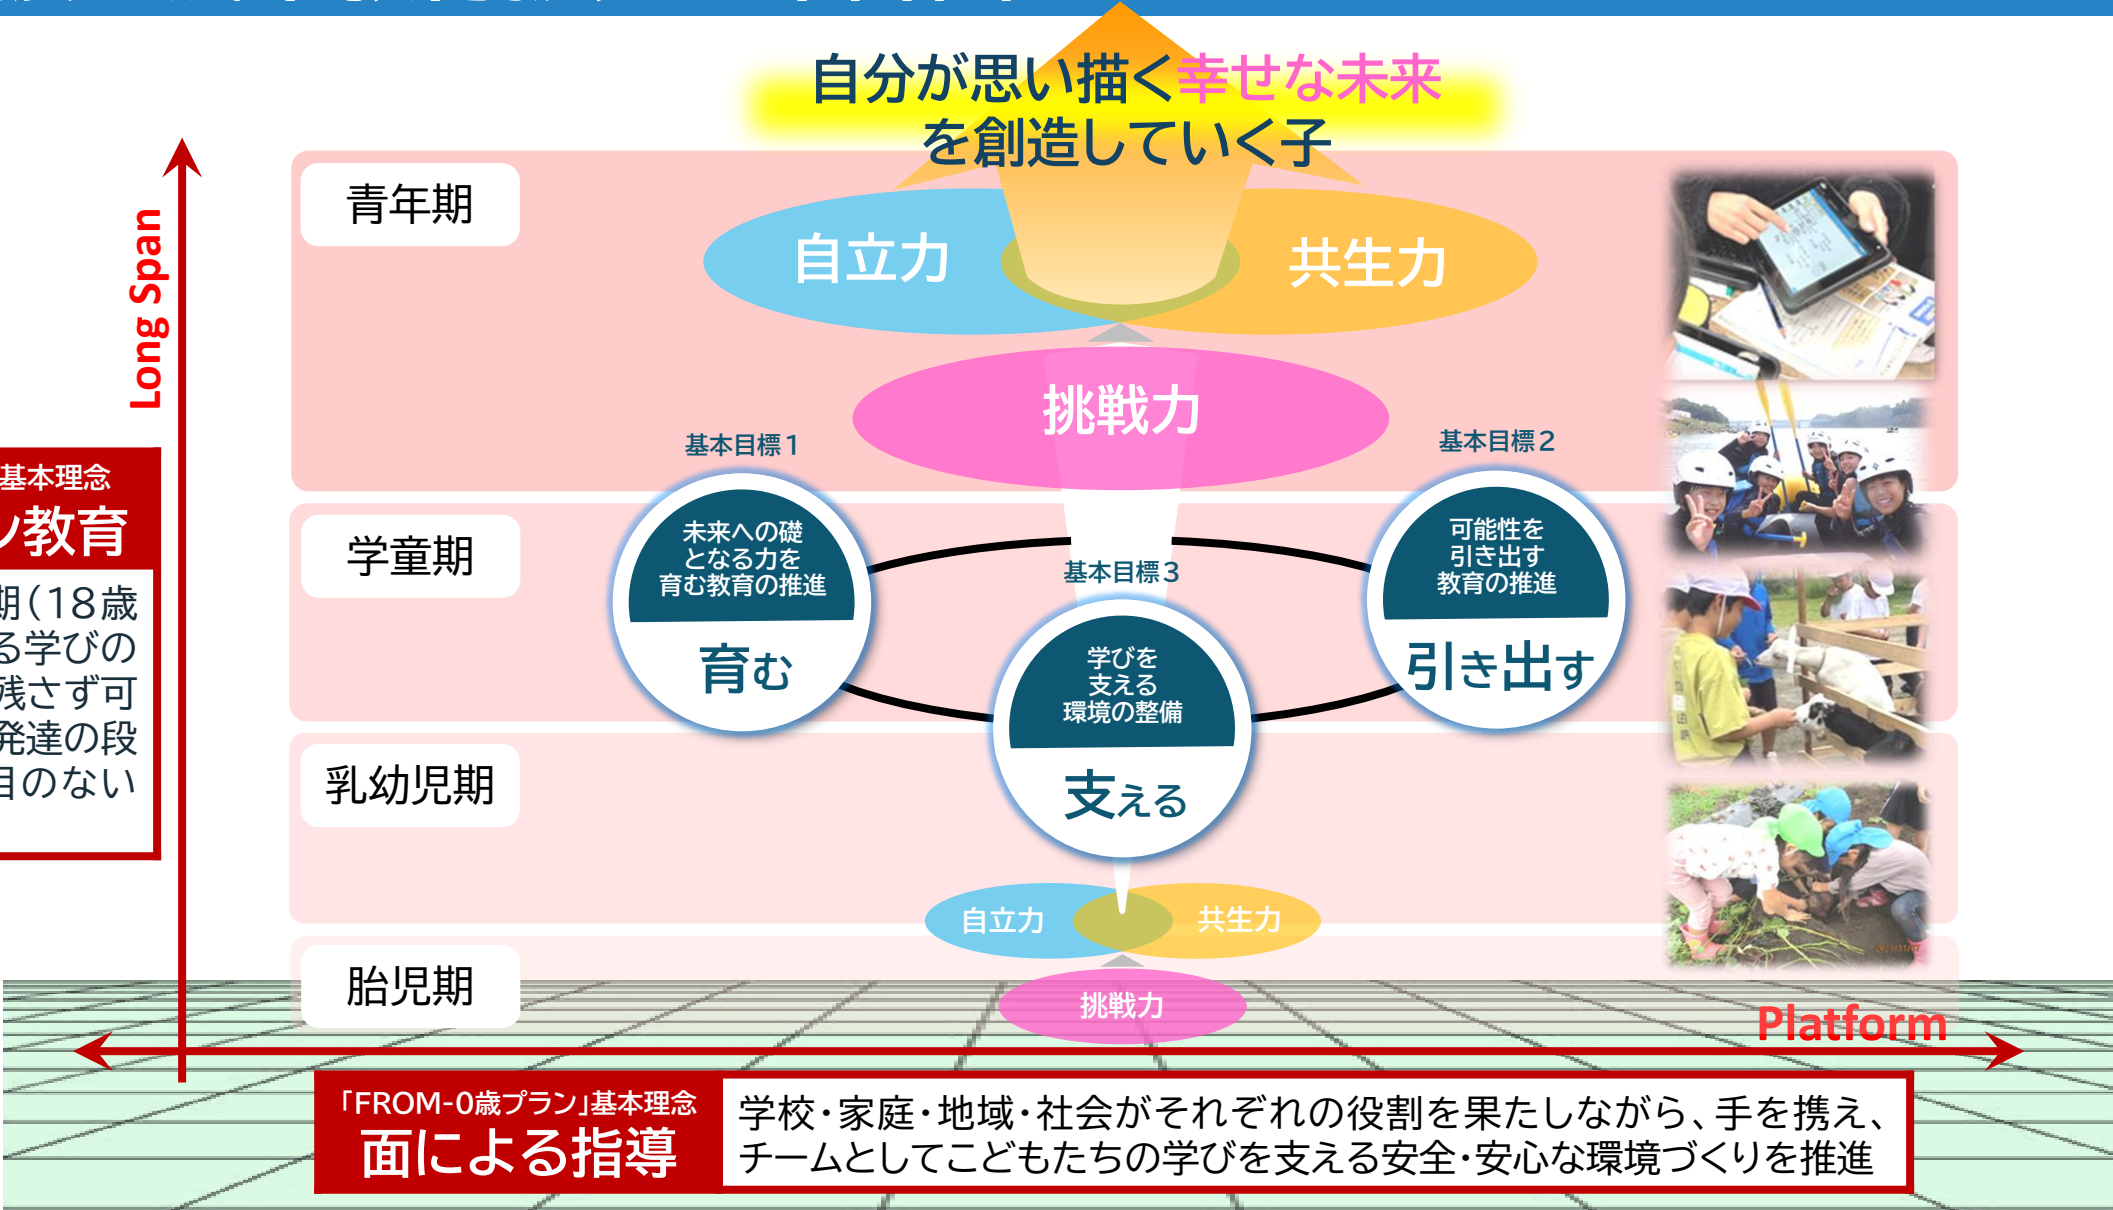 自分が思い描く幸せな未来
を創造していく子
Long Span
青年期
自立力
共生力
挑戦力
基本目標1
基本目標2
基本理念
ン教育
期(18歳
る学びの
残さず可
発達の段
目のない
学童期
未来への礎
となる力を
育む教育の推進
育む
基本目標3
学びを
支える
環境の整備
支える
可能性を
引き出す
教育の推進
引き出す
乳幼児期
自立力
共生力
胎児期
挑戦力
Platform
「FROM-0歳プラン」基本理念
面による指導
学校・家庭・地域・社会がそれぞれの役割を果たしながら、手を携え、
チームとしてこどもたちの学びを支える安全・安心な環境づくりを推進